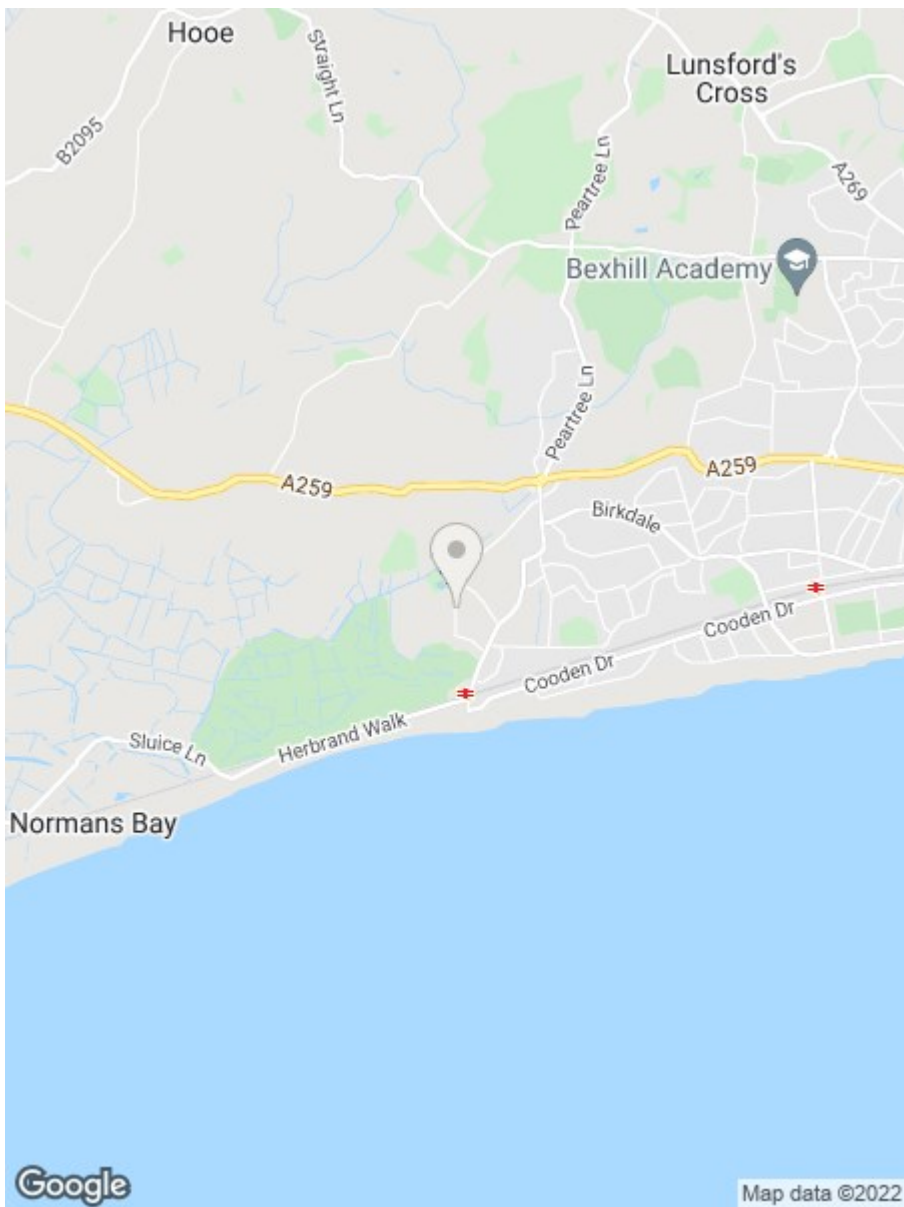 Hooe
Straight Ln
Lunsford's
Cross
B2095
Peartree Ln
A269
Bexhill Academy
Peartree Ln
A259
A259
Birkdale
Cooden Dr
Cooden Dr
Herbrand Walk
Sluice Ln
Normans Bay
Google
Map data ©2022